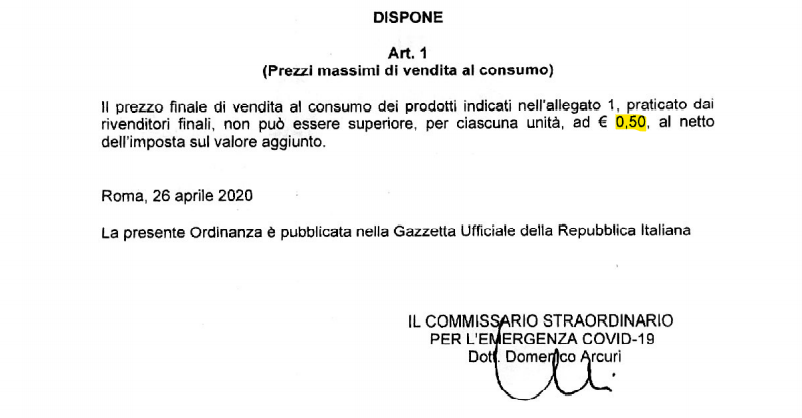 DISPONE
Art. 1
(Prezzi massimi di vendita al consumo)
Il prezzo finale di vendita al consumo dei prodotti indicati nell'allegato 1, praticato dai
rivenditori finali, non può essere superiore, per ciascuna unità, ad € 0,50, al netto
dell'imposta sul valore aggiunto.
Roma, 26 aprile 2020
La presente Ordinanza è pubblicata nella Gazzetta Ufficiale della Repubblica Italiana
IL COMMISSARIO STRAORDINARIO
PER L'EMERGENZA COVID-19
Dott. Domenico Arcuri